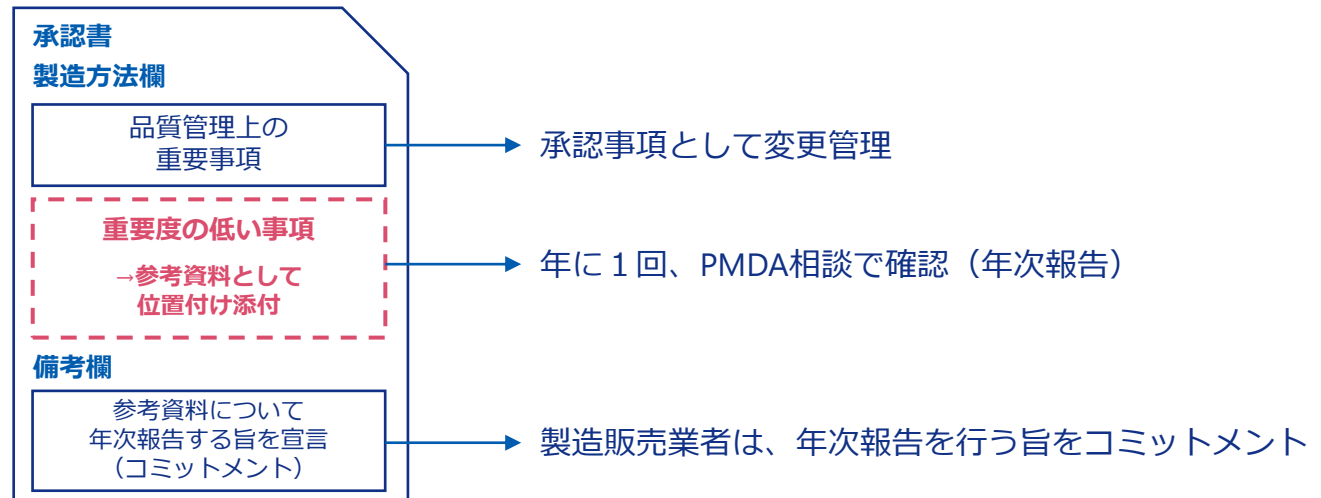 承認書
製造方法欄
品質管理上の
重要事項
承認事項として変更管理
重要度の低い事項
→参考資料として
位置付け添付
年に１回、PMDA相談で確認（年次報告）
備考欄
参考資料について
年次報告する旨を宣言
（コミットメント）
製造販売業者は、年次報告を行う旨をコミットメント